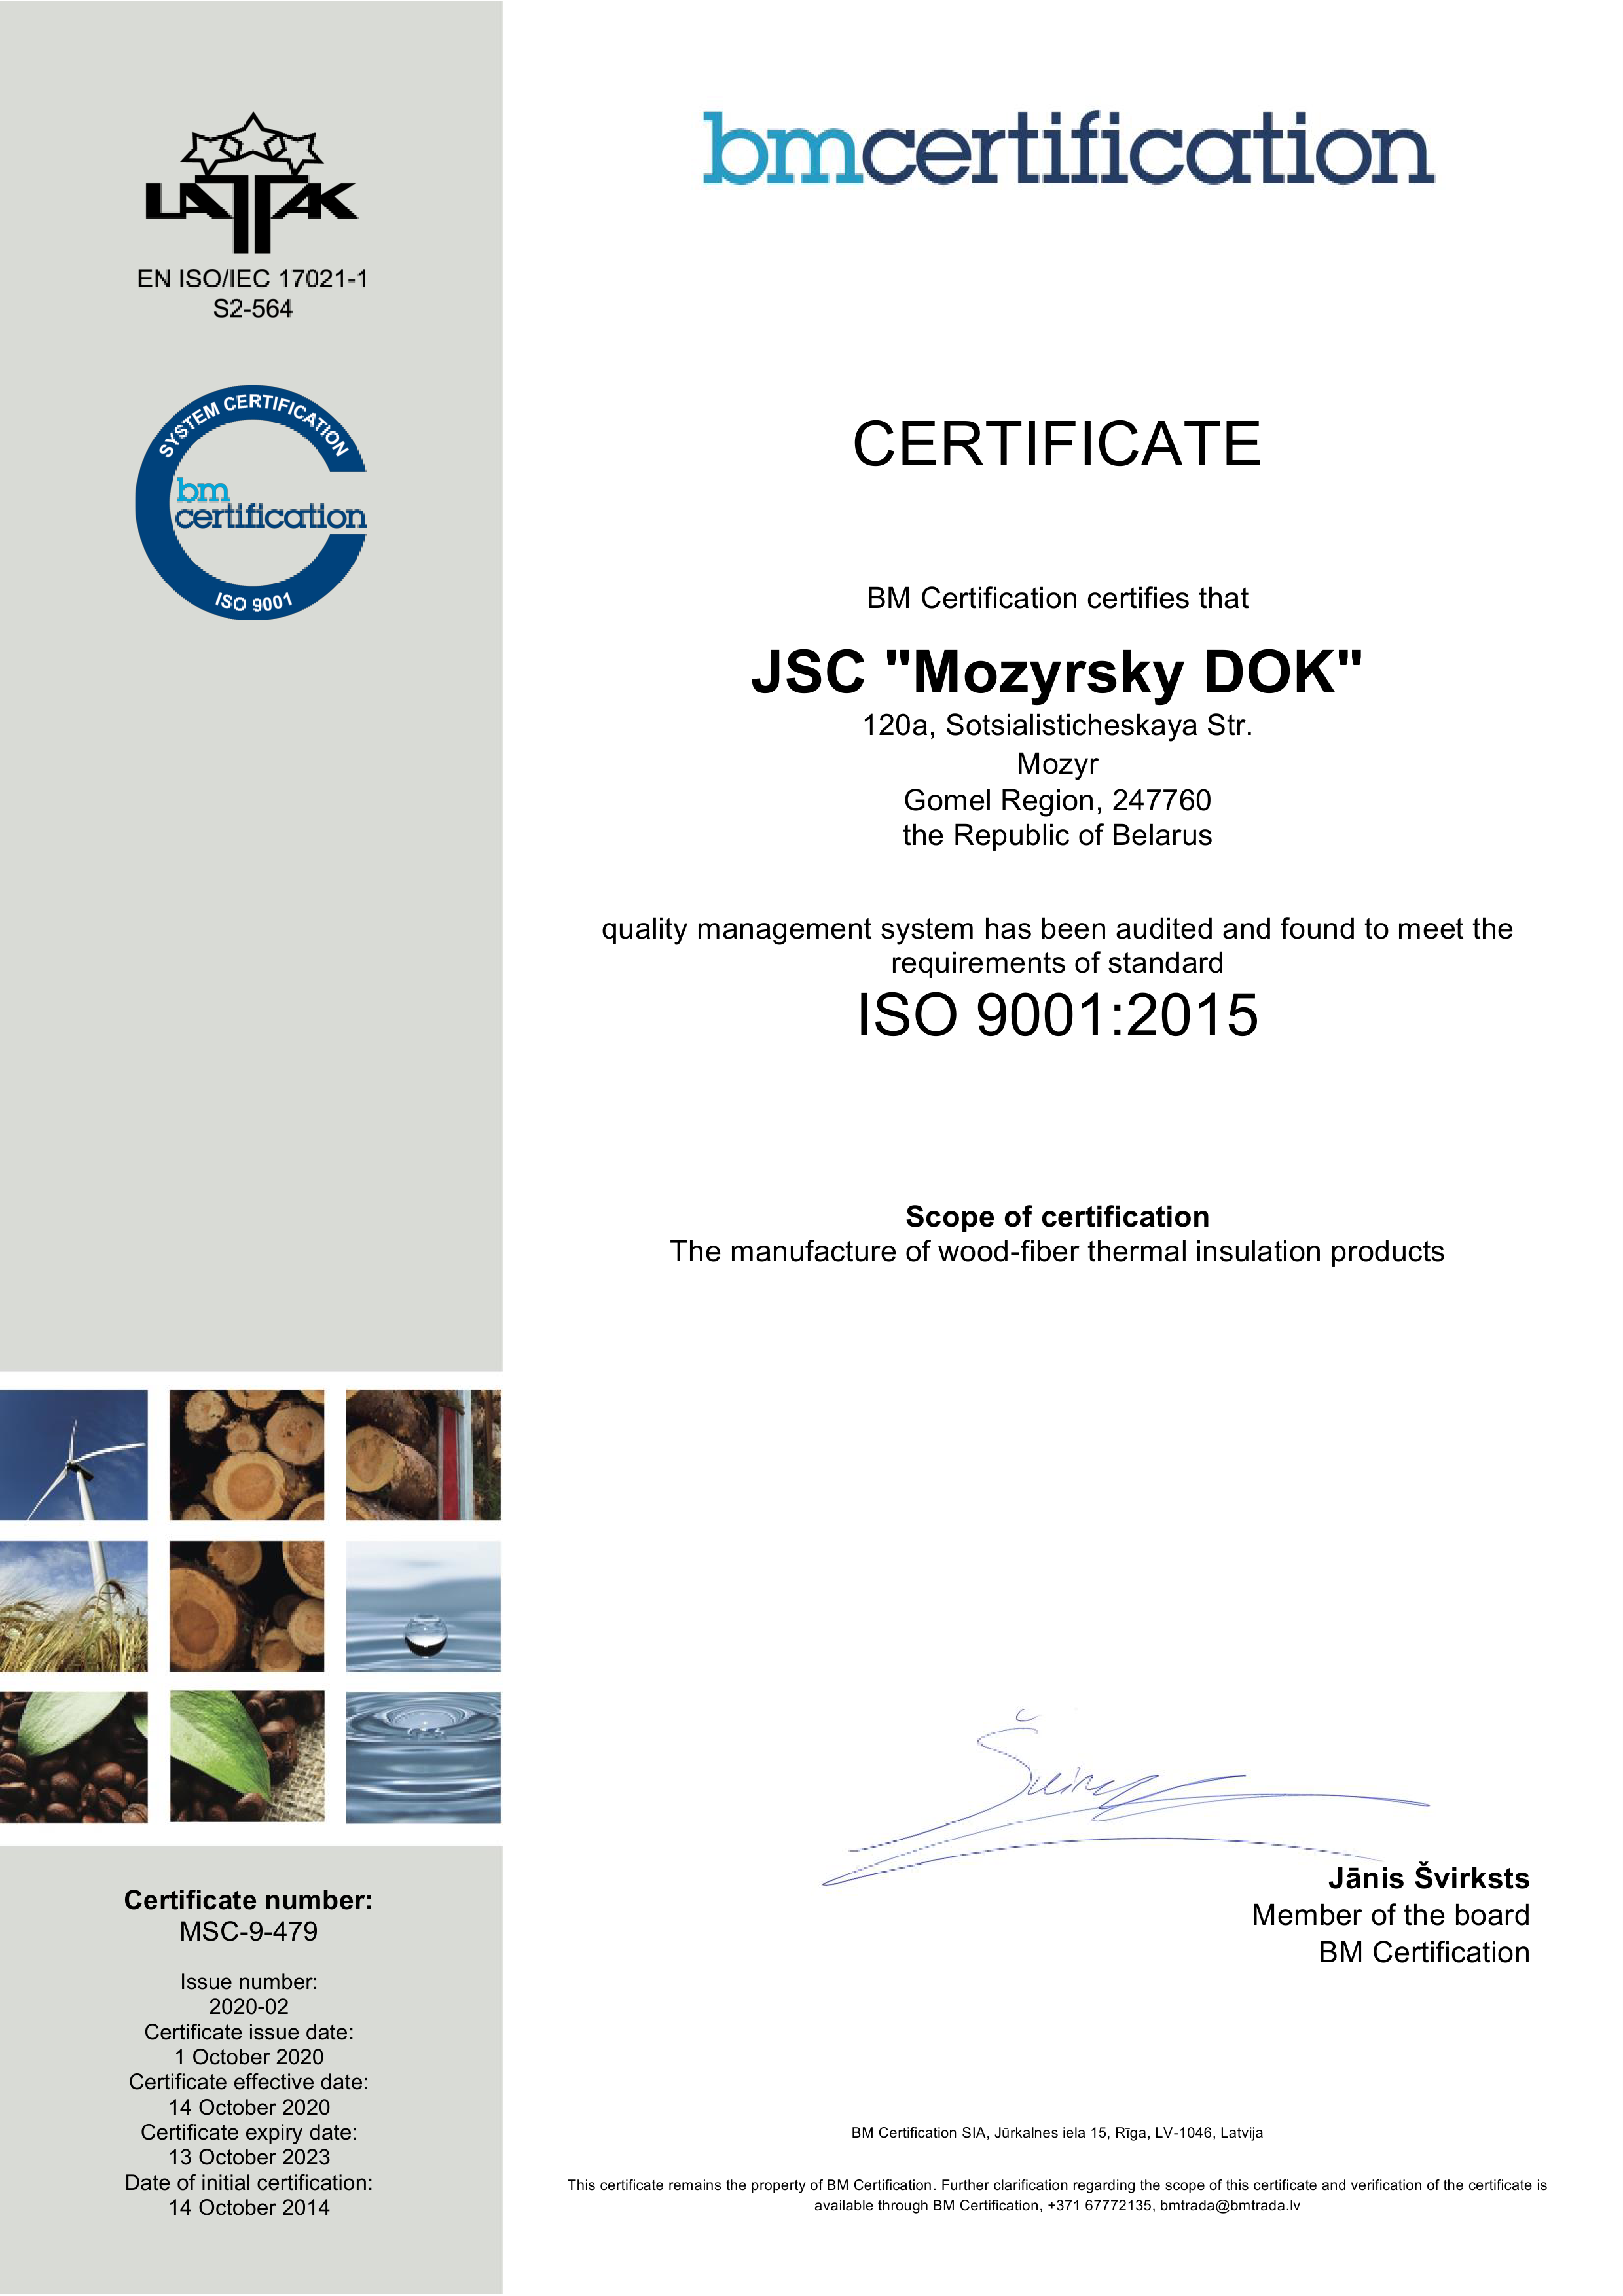 LATAK
EN ISO/IEC 17021-1
S2-564
SYSTEM CERTIFICATION
bm
certification
ISO 9001
bmcertification
CERTIFICATE
BM Certification certifies that
JSC "Mozyrsky DOK"
120a, Sotsialisticheskaya Str.
Mozyr
Gomel Region, 247760
the Republic of Belarus
quality management system has been audited and found to meet the
requirements of standard
ISO 9001:2015
Scope of certification
The manufacture of wood-fiber thermal insulation products
Jānis Švirksts
Member of the board
BM Certification
Certificate number:
MSC-9-479
Issue number:
2020-02
Certificate issue date:
1 October 2020
Certificate effective date:
14 October 2020
Certificate expiry date:
13 October 2023
Date of initial certification:
14 October 2014
BM Certification SIA, Jūrkalnes iela 15, Rīga, LV-1046, Latvija
This certificate remains the property of BM Certification. Further clarification regarding the scope of this certificate and verification of the certificate is
available through BM Certification, +371 67772135, bmtrada@bmtrada.lv